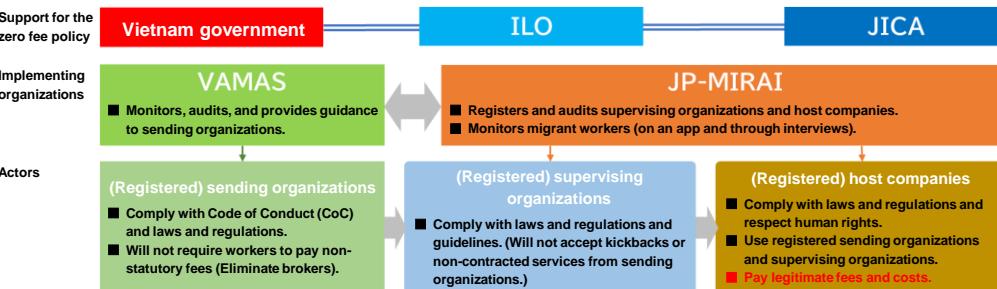 Support for the
zero fee policy
Vietnam government
ILO
JICA
Implementing
organizations
VAMAS
■ Monitors, audits, and provides guidance
to sending organizations.
JP-MIRAI
■ Registers and audits supervising organizations and host companies.
■ Monitors migrant workers (on an app and through interviews).
Actors
(Registered) sending organizations
■ Comply with Code of Conduct (CoC)
and laws and regulations.
■ Will not require workers to pay non-
statutory fees (Eliminate brokers).
(Registered) supervising
organizations
■ Comply with laws and regulations and
guidelines. (Will not accept kickbacks or
non-contracted services from sending
organizations.)
(Registered) host companies
■ Comply with laws and regulations and
respect human rights.
■ Use registered sending organizations
and supervising organizations.
■ Pay legitimate fees and costs.